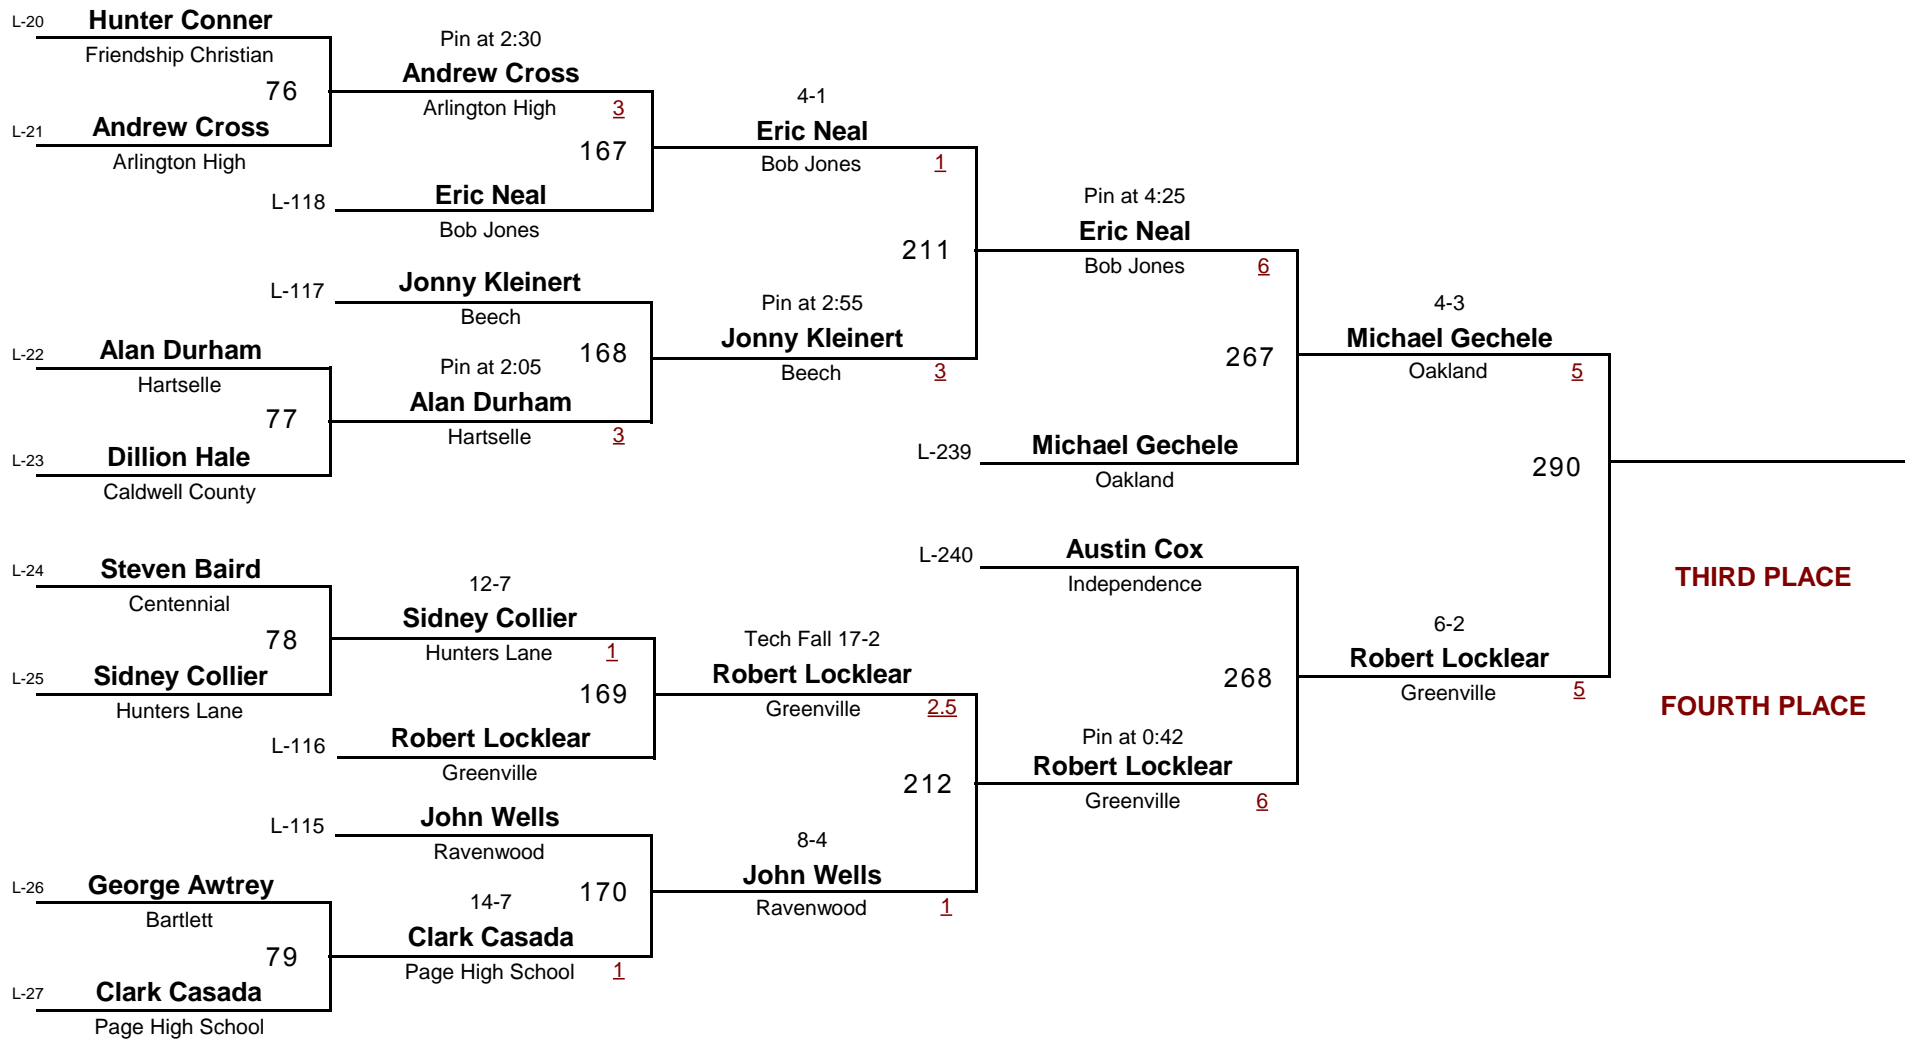 L-20 Hunter Conner
Friendship Christian
76
L-21 Andrew Cross
Arlington High
Pin at 2:30
Andrew Cross
Arlington High 3
167
L-118 Eric Neal
Bob Jones
4-1
Eric Neal
Bob Jones 1
211
L-117 Jonny Kleinert
Beech
168
L-22 Alan Durham
Hartselle
77
L-23 Dillion Hale
Caldwell County
Pin at 2:05
Alan Durham
Hartselle 3
Pin at 2:55
Jonny Kleinert
Beech 3
Pin at 4:25
Eric Neal
Bob Jones 6
267
L-239 Michael Gechele
Oakland
4-3
Michael Gechele
Oakland 5
290
L-24 Steven Baird
Centennial
78
L-25 Sidney Collier
Hunters Lane
12-7
Sidney Collier
Hunters Lane 1
169
L-116 Robert Locklear
Greenville
Tech Fall 17-2
Robert Locklear
Greenville 2.5
212
L-115 John Wells
Ravenwood
170
L-26 George Awtrey
Bartlett
79
L-27 Clark Casada
Page High School
14-7
Clark Casada
Page High School 1
8-4
John Wells
Ravenwood 1
L-240 Austin Cox
Independence
268
Pin at 0:42
Robert Locklear
Greenville 6
6-2
Robert Locklear
Greenville 5
THIRD PLACE
FOURTH PLACE